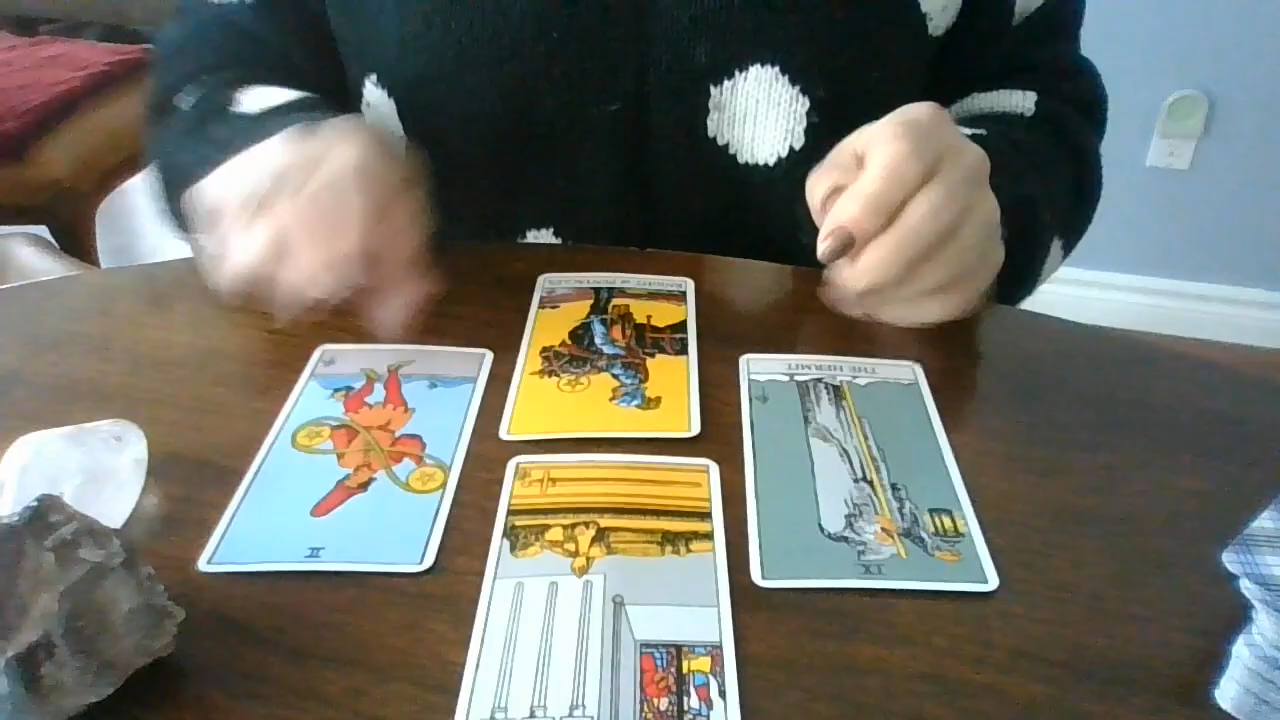 KNIGHT of PENTACLES
THE HERMIT
II
IX